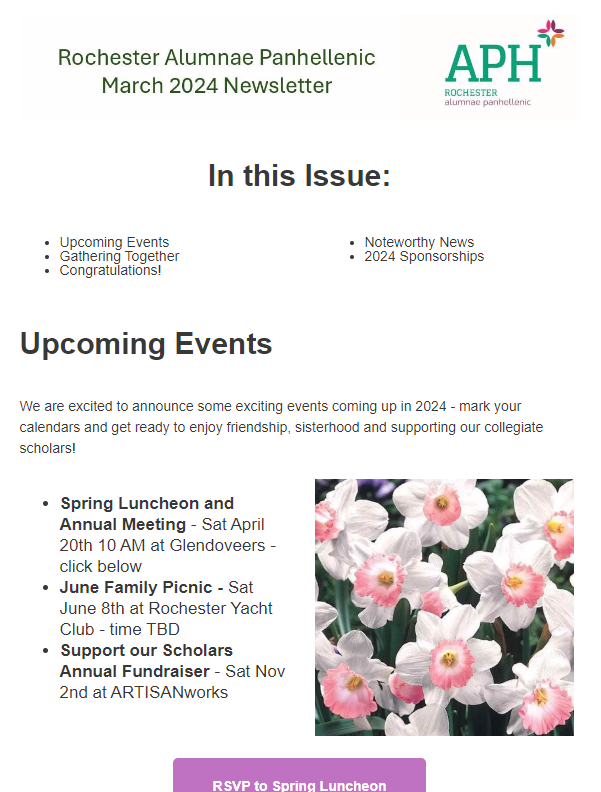 Rochester Alumnae Panhellenic
March 2024 Newsletter
APH
ROCHESTER
alumnae panhellenic
In this Issue:
Upcoming Events
Gathering Together
Congratulations!
Noteworthy News
2024 Sponsorships
Upcoming Events
We are excited to announce some exciting events coming up in 2024 - mark your
calendars and get ready to enjoy friendship, sisterhood and supporting our collegiate
scholars!
Spring Luncheon and
Annual Meeting - Sat April
20th 10 AM at Glendoveers -
click below
June Family Picnic - Sat
June 8th at Rochester Yacht
Club - time TBD
Support our Scholars
Annual Fundraiser - Sat Nov
2nd at ARTISANworks
RSVP to Spring Luncheon